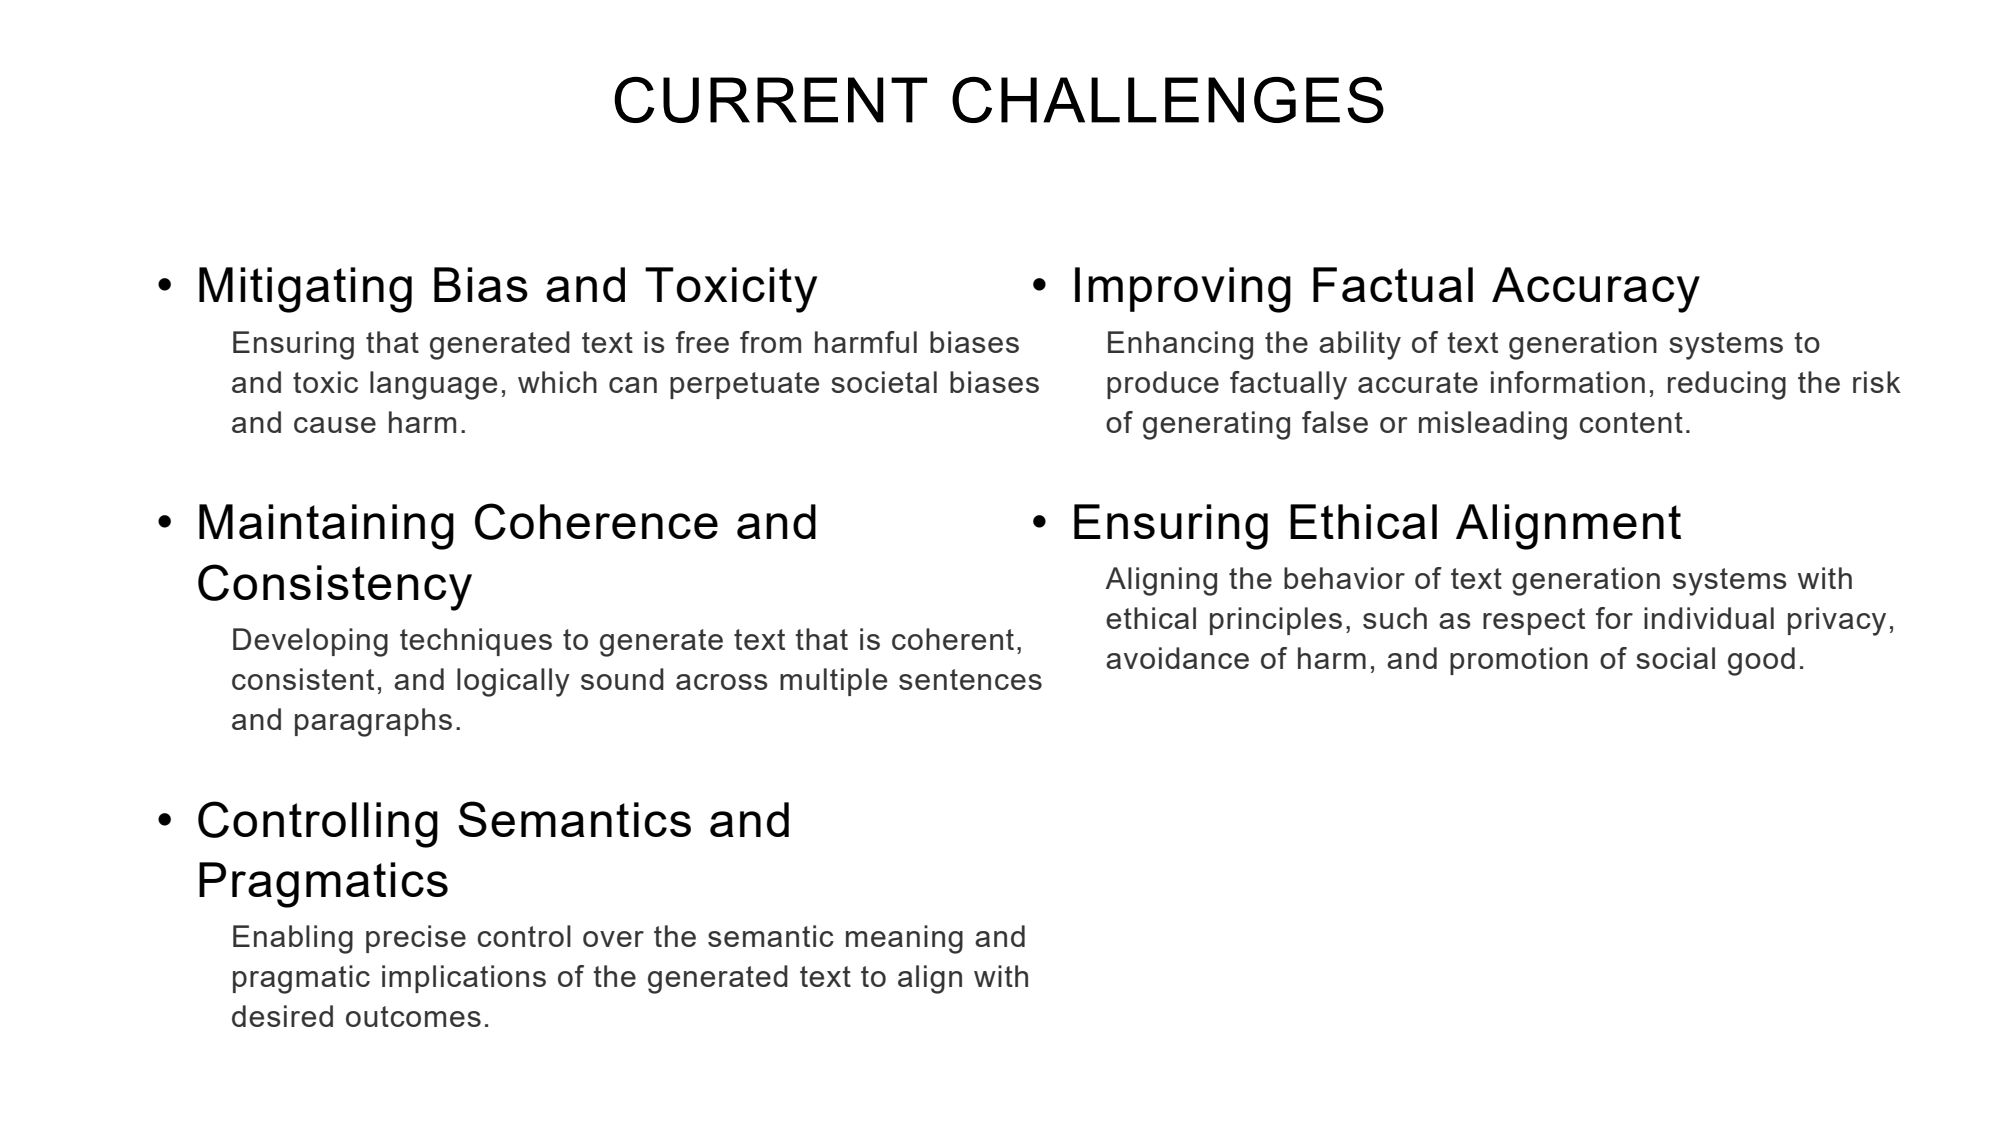 CURRENT CHALLENGES
• Mitigating Bias and Toxicity
Ensuring that generated text is free from harmful biases
and toxic language, which can perpetuate societal biases
and cause harm.
• Maintaining Coherence and
Consistency
Developing techniques to generate text that is coherent,
consistent, and logically sound across multiple sentences
and paragraphs.
• Controlling Semantics and
Pragmatics
Enabling precise control over the semantic meaning and
pragmatic implications of the generated text to align with
desired outcomes.
• Improving Factual Accuracy
Enhancing the ability of text generation systems to
produce factually accurate information, reducing the risk
of generating false or misleading content.
• Ensuring Ethical Alignment
Aligning the behavior of text generation systems with
ethical principles, such as respect for individual privacy,
avoidance of harm, and promotion of social good.